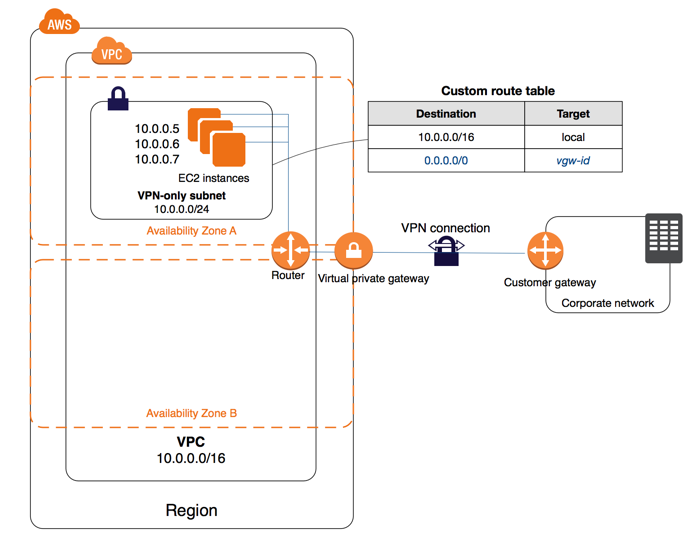 AWS
VPC
Custom route table
Destination Target
10.0.0.0/16 local
0.0.0.0/0 vgw-id
10.0.0.5
10.0.0.6
10.0.0.7
EC2 instances
VPN-only subnet
10.0.0.0/24
Availability Zone A
VPN connection
Router
Virtual private gateway
Customer gateway
Corporate network
Availability Zone B
VPC
10.0.0.0/16
Region